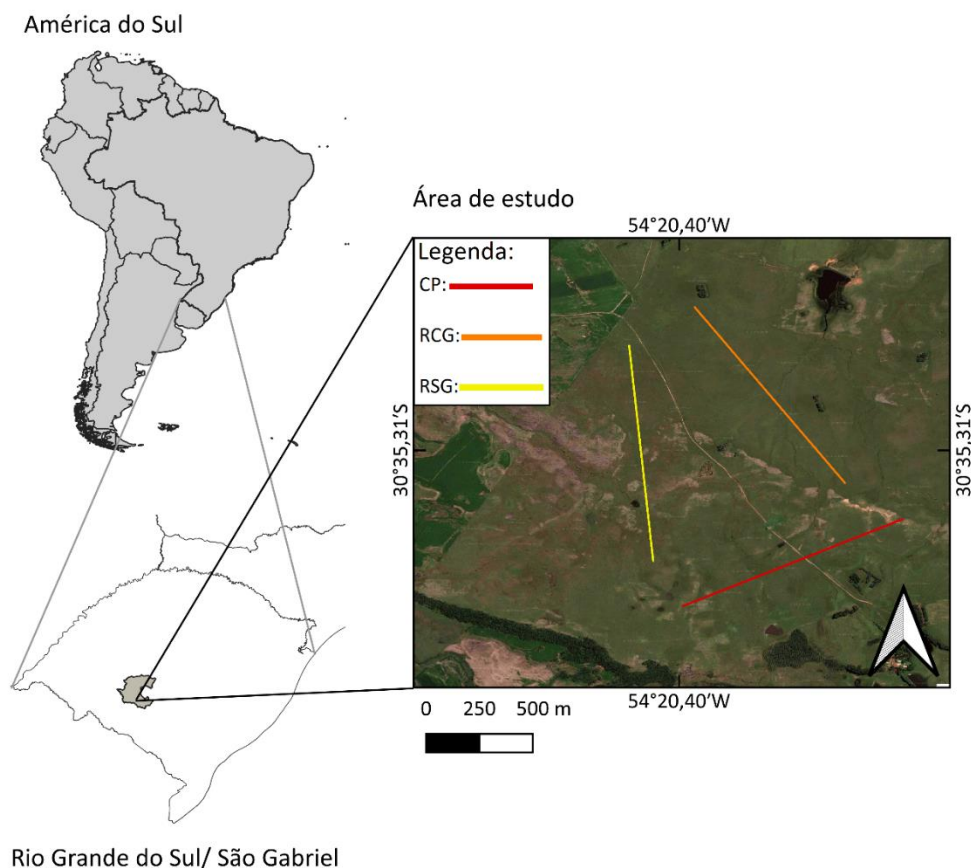 América do Sul
Área de estudo
54°20,40'W
Legenda:
CP:
RCG:
RSG:
30°35,31'S
30°35,31'S
54°20,40'W
0 250 500 m
Rio Grande do Sul/ São Gabriel